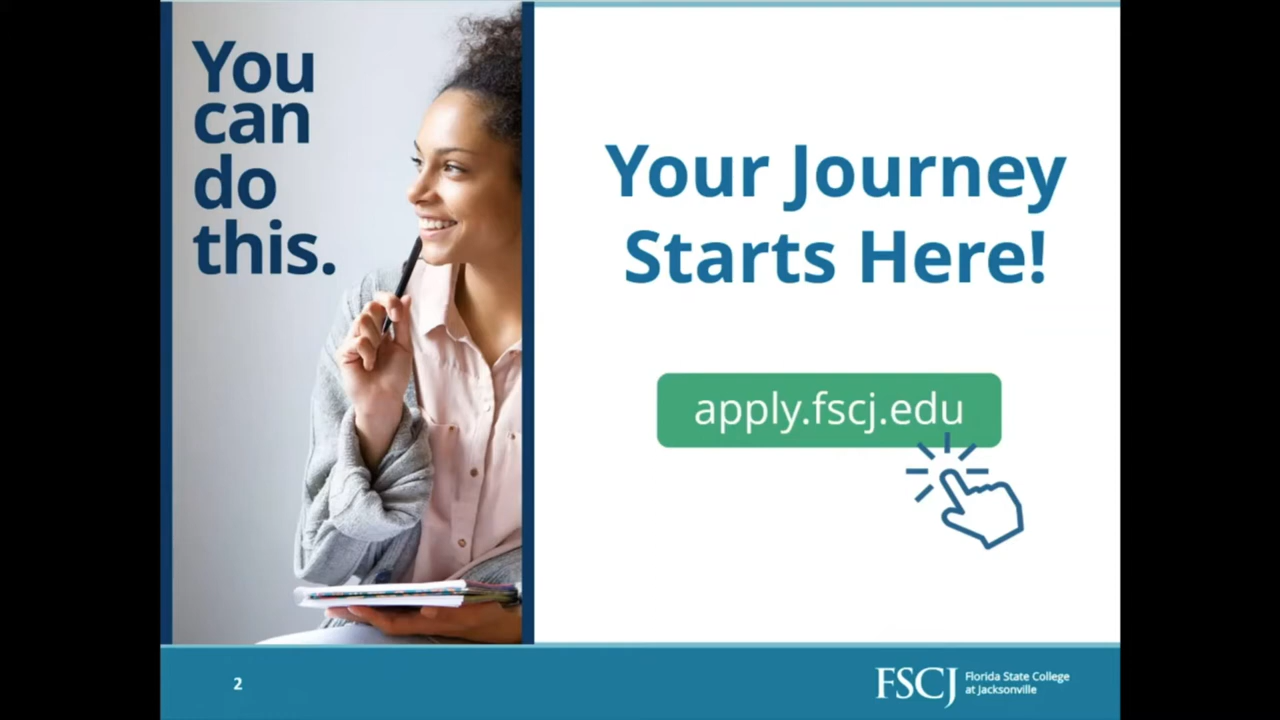 You
can
do
this.
Your Journey
Starts Here!
apply.fscj.edu
2
FSCJ
Florida State College
at Jacksonville